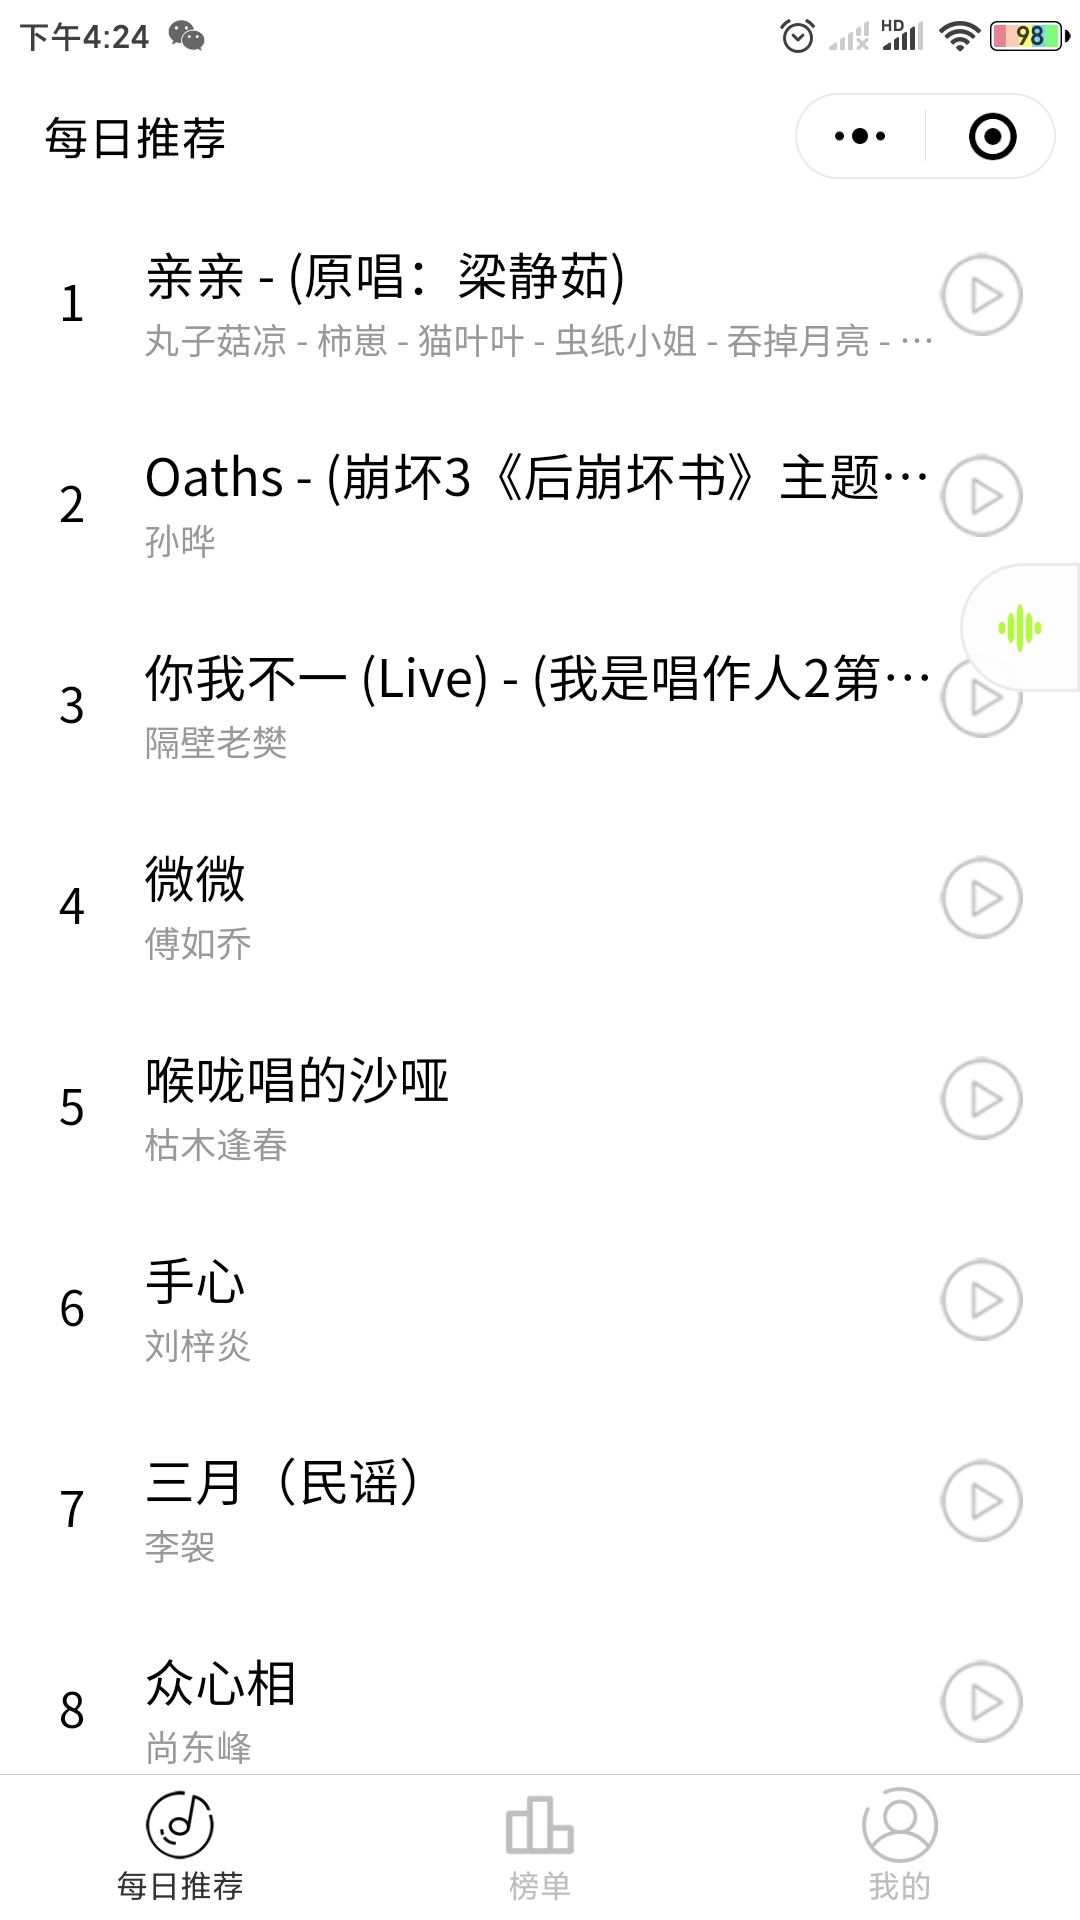 下午4:24
HD
98
每日推荐
1
亲亲 - (原唱：梁静茹)
丸子菇凉 - 柿崽 - 猫叶叶 - 虫纸小姐 - 吞掉月亮 - …
2
Oaths - (崩坏3《后崩坏书》主题…
孙晔
3
你我不一 (Live) - (我是唱作人2第…
隔壁老樊
4
微微
傅如乔
5
喉咙唱的沙哑
枯木逢春
6
手心
刘梓炎
7
三月（民谣）
李袈
8
众心相
尚东峰
每日推荐
榜单
我的